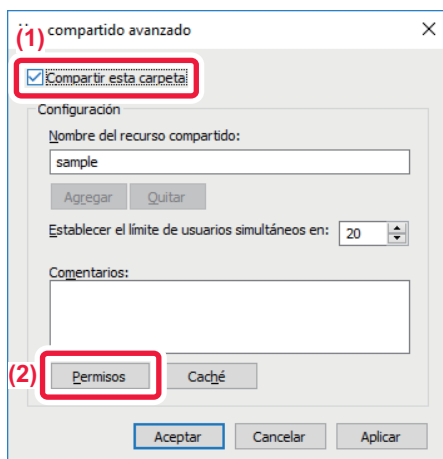 (1)
compartido avanzado
Compartir esta carpeta
Configuración
Nombre del recurso compartido:
sample
Agregar Quitar
Establecer el límite de usuarios simultáneos en: 20
Comentarios:
(2) Permisos Caché
Aceptar Cancelar Aplicar